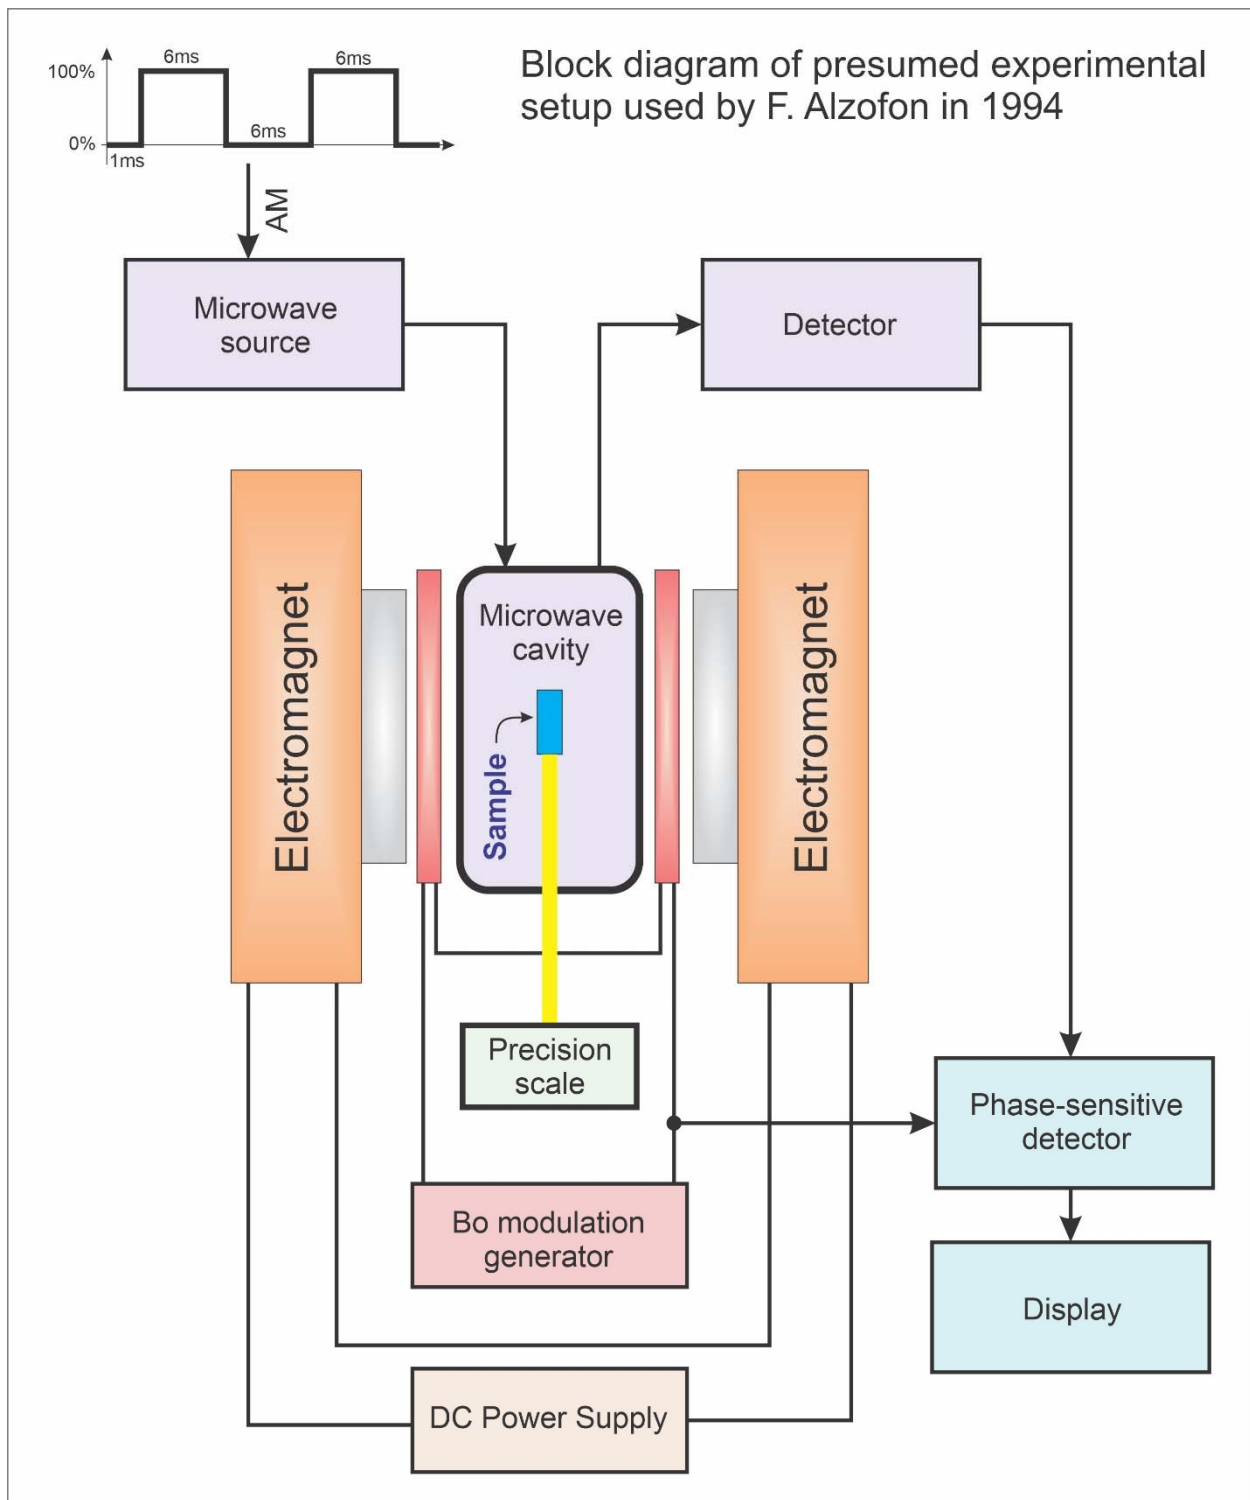 6ms
6ms
100%
6ms
0%
1ms
Block diagram of presumed experimental
setup used by F. Alzofon in 1994
AM
Microwave
source
Detector
Electromagnet
Microwave
cavity
Sample
Electromagnet
Precision
scale
Phase-sensitive
detector
Bo modulation
generator
Display
DC Power Supply